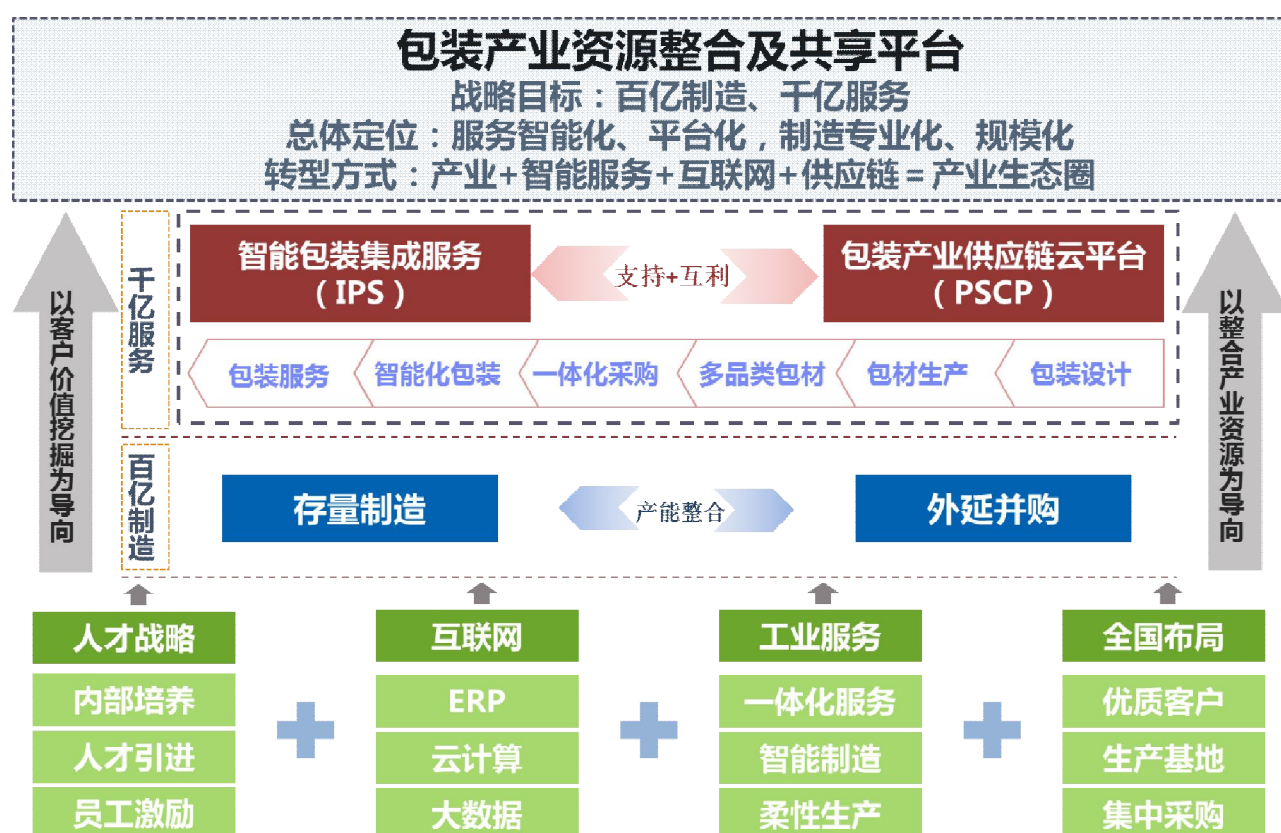 包装产业资源整合及共享平台
战略目标：百亿制造、千亿服务
总体定位：服务智能化、平台化，制造专业化、规模化
转型方式：产业+智能服务+互联网+供应链＝产业生态圈
以客户价值挖掘为导向
千亿服务
智能包装集成服务
（IPS）
支持+互利
包装产业供应链云平台
（PSCP）
以整合产业资源为导向
包装服务
智能化包装
一体化采购
多品类包材
包材生产
包装设计
百亿制造
存量制造
产能整合
外延并购
人才战略
内部培养
人才引进
员工激励
互联网
ERP
云计算
大数据
工业服务
一体化服务
智能制造
柔性生产
全国布局
优质客户
生产基地
集中采购